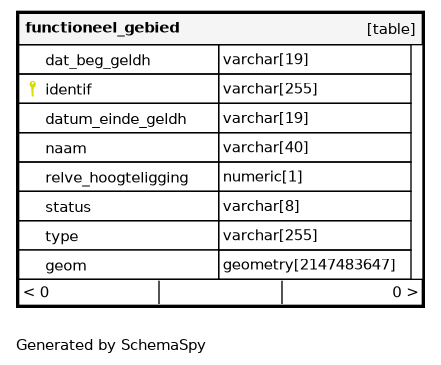 functioneel_gebied [table]
dat_beg_geldh varchar[19]
identif varchar[255]
datum_einde_geldh varchar[19]
naam varchar[40]
relve_hoogteligging numeric[1]
status varchar[8]
type varchar[255]
geom geometry[2147483647]
< 0 0 >
Generated by SchemaSpy